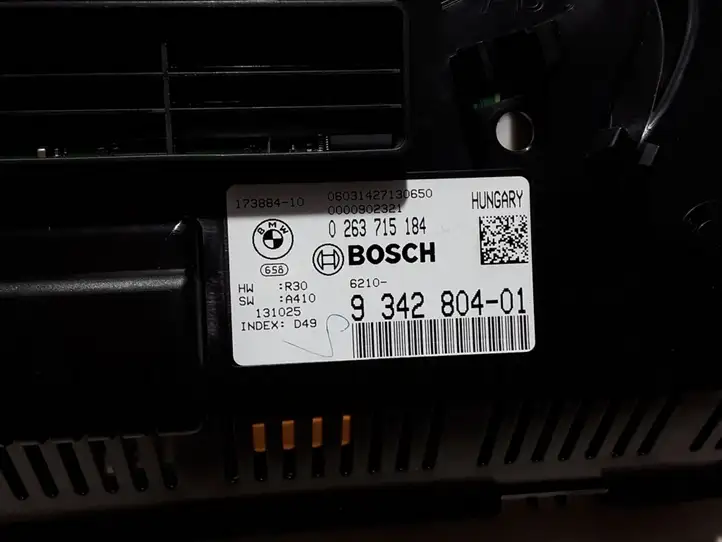 173884-10 06031427130650 HUNGARY
0000902321
0 263 715 184
BMW
BOSCH
658
HW :R30 6210-
SW :A410 9 342 804-01
131025
INDEX: D49